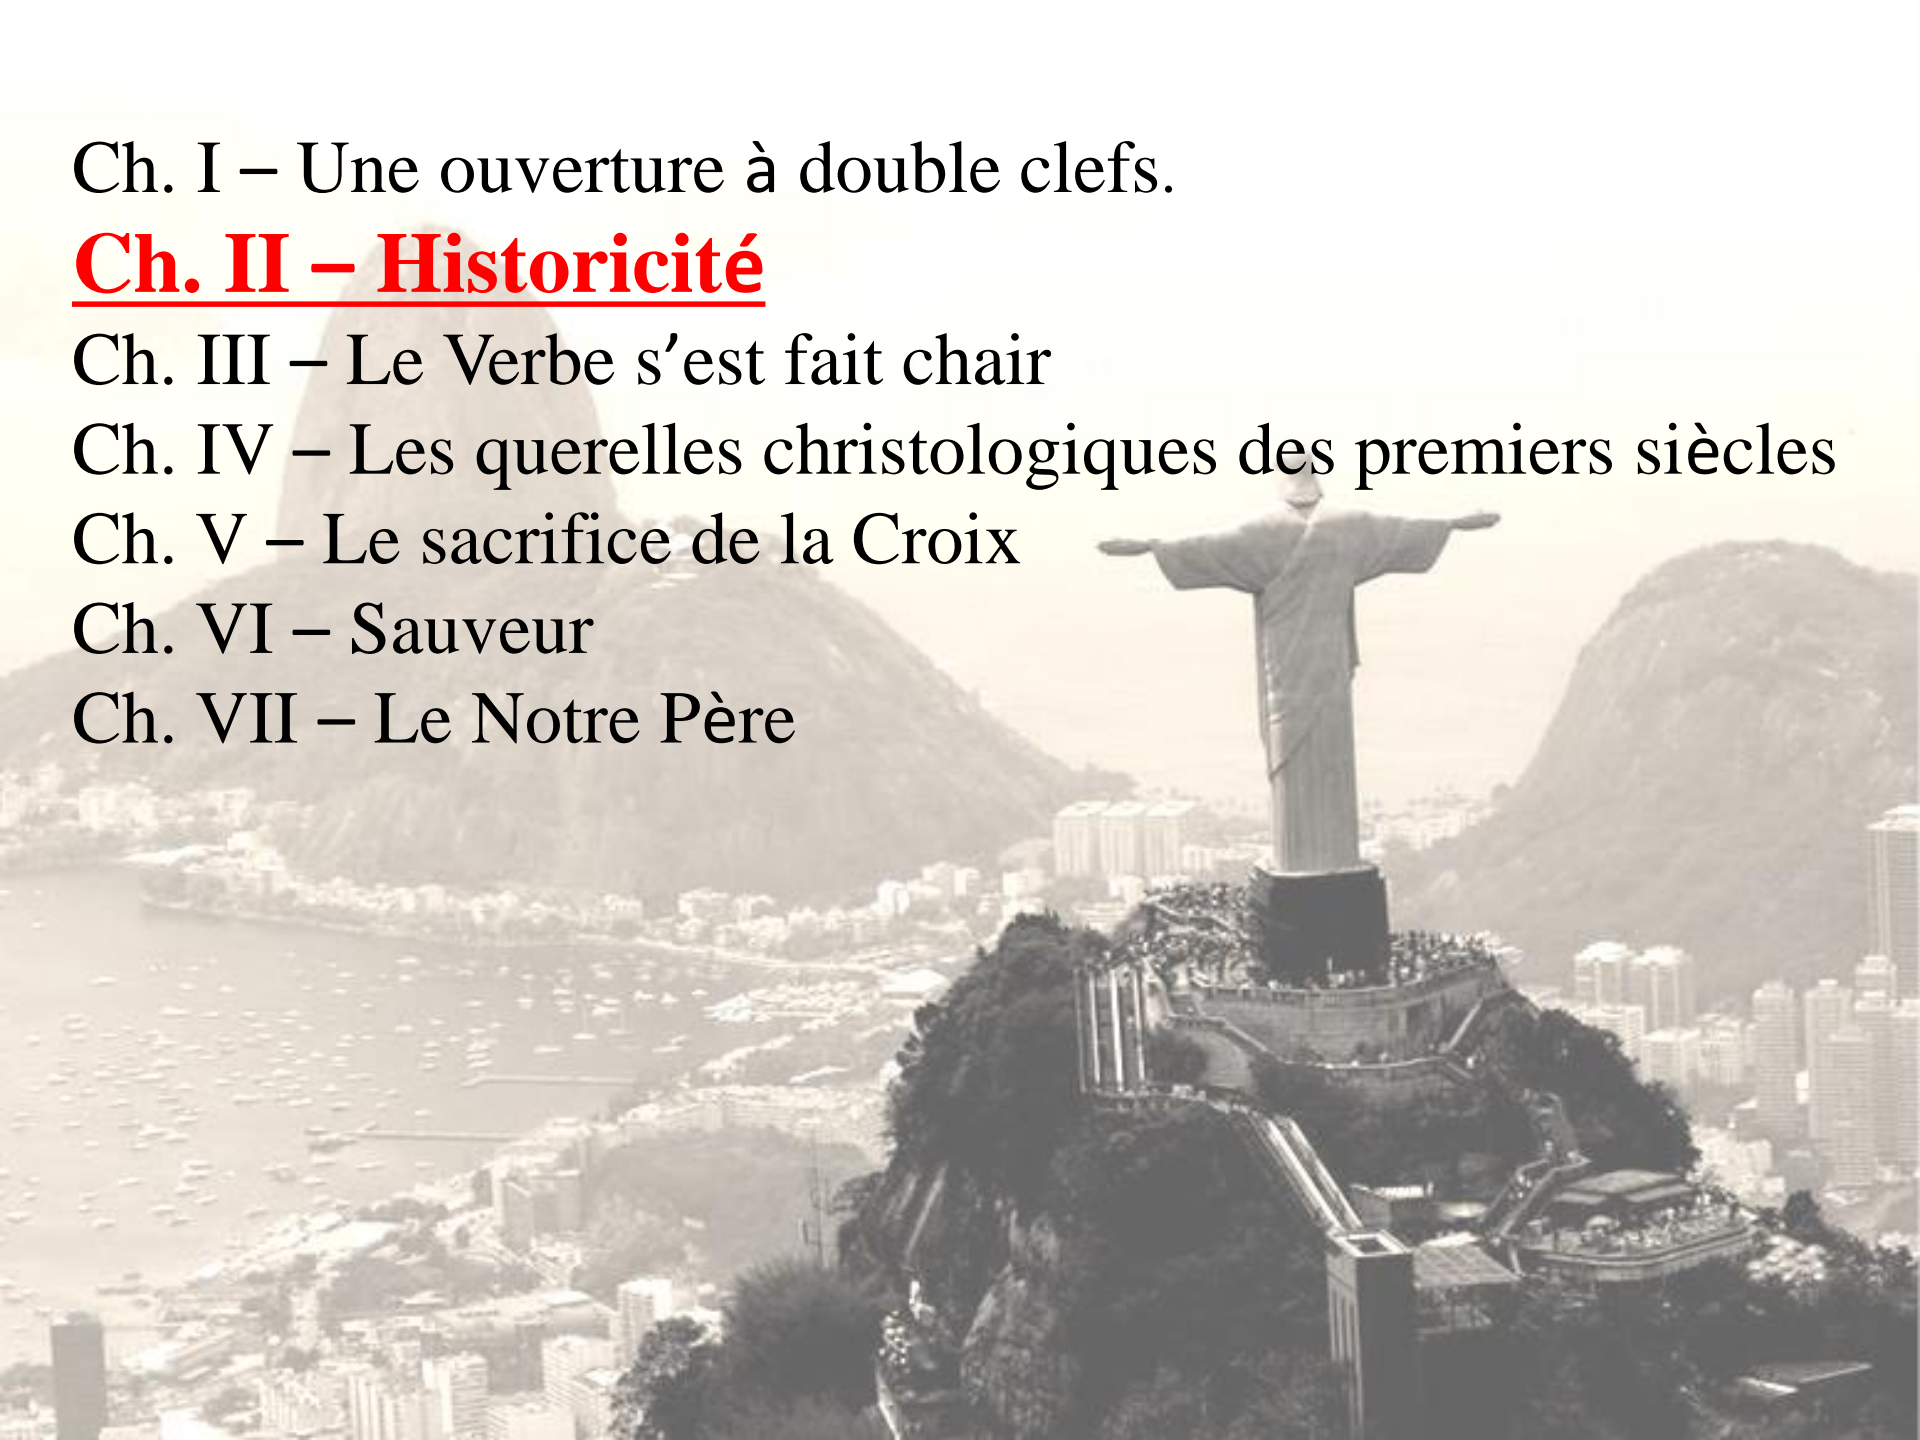 Ch. I – Une ouverture à double clefs.
Ch. II – Historicité
Ch. III – Le Verbe s’est fait chair
Ch. IV – Les querelles christologiques des premiers siècles
Ch. V – Le sacrifice de la Croix
Ch. VI – Sauveur
Ch. VII – Le Notre Père